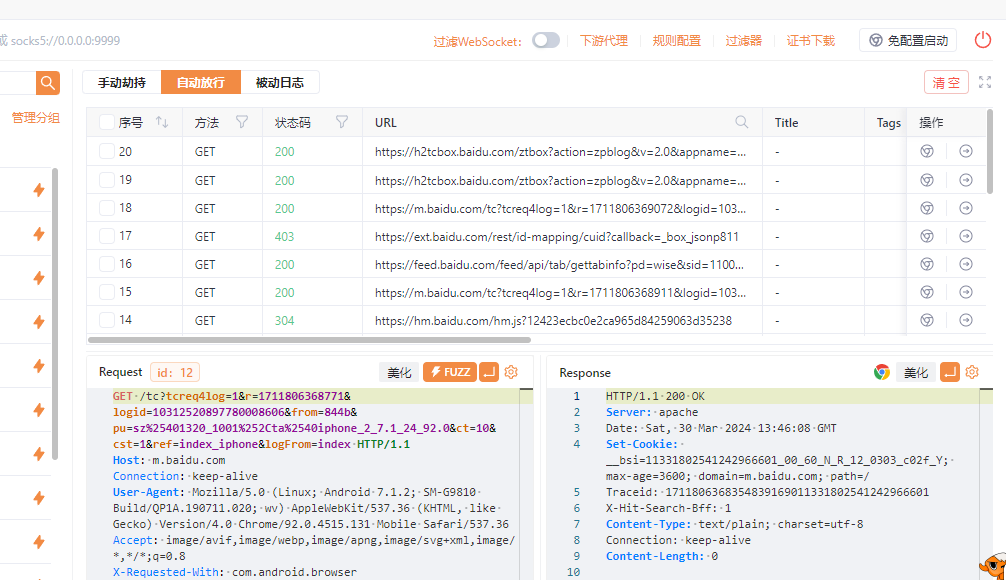 或 socks5://0.0.0.0:9999
过滤WebSocket: 下游代理 规则配置 过滤器 证书下载 免配置启动
手动劫持 自动放行 被动日志 清 空
管理分组
序号 方法 状态码 URL Title Tags 操作
20 GET 200 https://h2tcbox.baidu.com/ztbox?action=zpblog&v=2.0&appname=... -
19 GET 200 https://h2tcbox.baidu.com/ztbox?action=zpblog&v=2.0&appname=... -
18 GET 200 https://m.baidu.com/tc?tcreq4log=1&r=1711806369072&logid=103... -
17 GET 403 https://ext.baidu.com/rest/id-mapping/cuid?callback=_box_jsonp811 -
16 GET 200 https://feed.baidu.com/feed/api/tab/gettabinfo?pd=wise&sid=1100... -
15 GET 200 https://m.baidu.com/tc?tcreq4log=1&r=1711806368911&logid=103... -
14 GET 304 https://hm.baidu.com/hm.js?12423ecbc0e2ca965d84259063d35238 -
Request id: 12 美化 FUZZ
GET /tc?tcreq4log=1&r=1711806368771&
logid=10312520897780008606&from=844b&
pu=sz%25401320_1001%252Cta%2540iphone_2_7.1_24_92.0&ct=10&
cst=1&ref=index_iphone&logFrom=index HTTP/1.1
Host: m.baidu.com
Connection: keep-alive
User-Agent: Mozilla/5.0 (Linux; Android 7.1.2; SM-G9810
Build/QP1A.190711.020; wv) AppleWebKit/537.36 (KHTML, like
Gecko) Version/4.0 Chrome/92.0.4515.131 Mobile Safari/537.36
Accept: image/avif,image/webp,image/apng,image/svg+xml,image/
*,*/*;q=0.8
X-Requested-With: com.android.browser
Response 美化
1 HTTP/1.1 200 OK
2 Server: apache
3 Date: Sat, 30 Mar 2024 13:46:08 GMT
4 Set-Cookie:
__bsi=11331802541242966601_00_60_N_R_12_0303_c02f_Y;
max-age=3600; domain=m.baidu.com; path=/
5 Traceid: 171180636835483916901133180254​1242966601
6 X-Hit-Search-Bff: 1
7 Content-Type: text/plain; charset=utf-8
8 Connection: keep-alive
9 Content-Length: 0
10